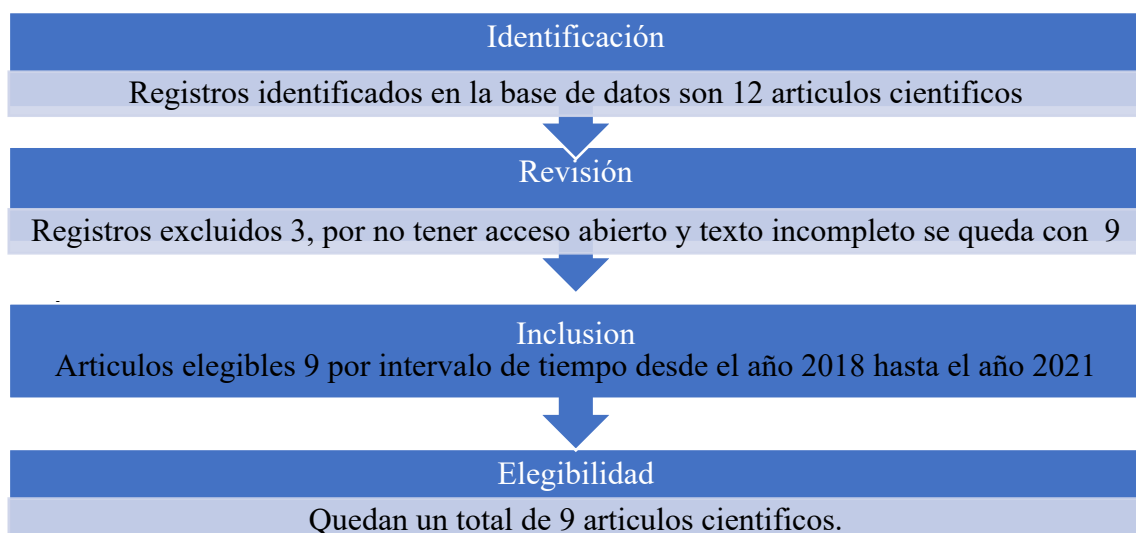 Identificación
Registros identificados en la base de datos son 12 articulos cientificos
Revisión
Registros excluidos 3, por no tener acceso abierto y texto incompleto se queda con 9
Inclusion
Articulos elegibles 9 por intervalo de tiempo desde el año 2018 hasta el año 2021
Elegibilidad
Quedan un total de 9 articulos cientificos.